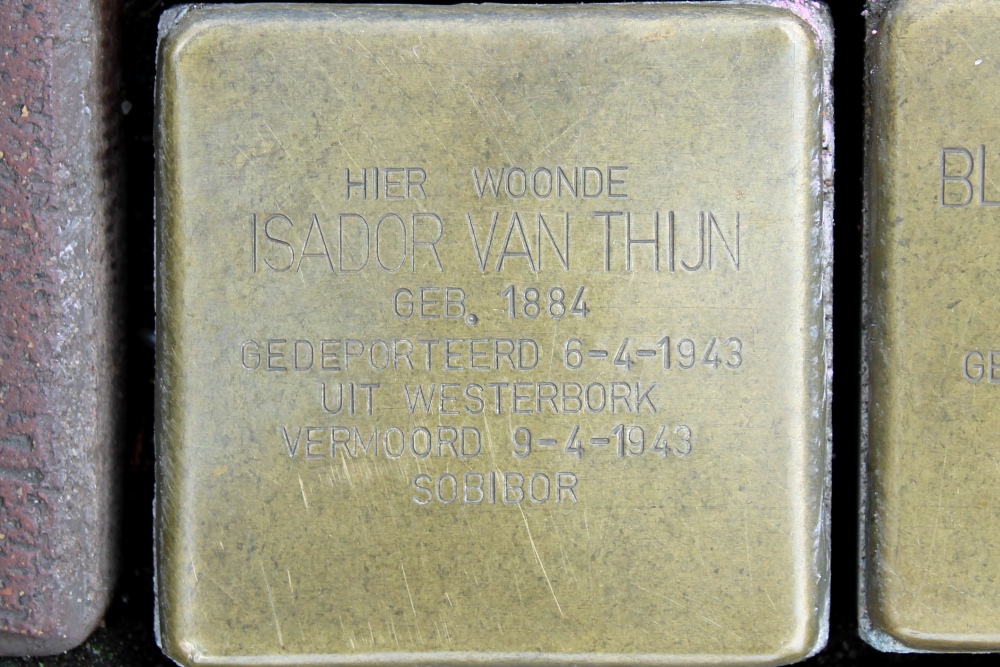 HIER WOONDE
ISADOR VAN THIJN
GEB. 1884
GEDEPORTEERD 6-4-1943
UIT WESTERBORK
VERMOORD 9-4-1943
SOBIBOR